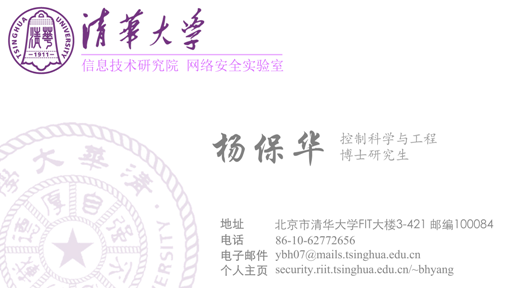 清華大学
TSINGHUA UNIVERSITY
清華
-1911-
信息技术研究院 网络安全实验室
杨保华
控制科学与工程
博士研究生
地址 北京市清华大学FIT大楼3-421 邮编100084
电话 86-10-62772656
电子邮件 ybh07@mails.tsinghua.edu.cn
个人主页 security.riit.tsinghua.edu.cn/~bhyang